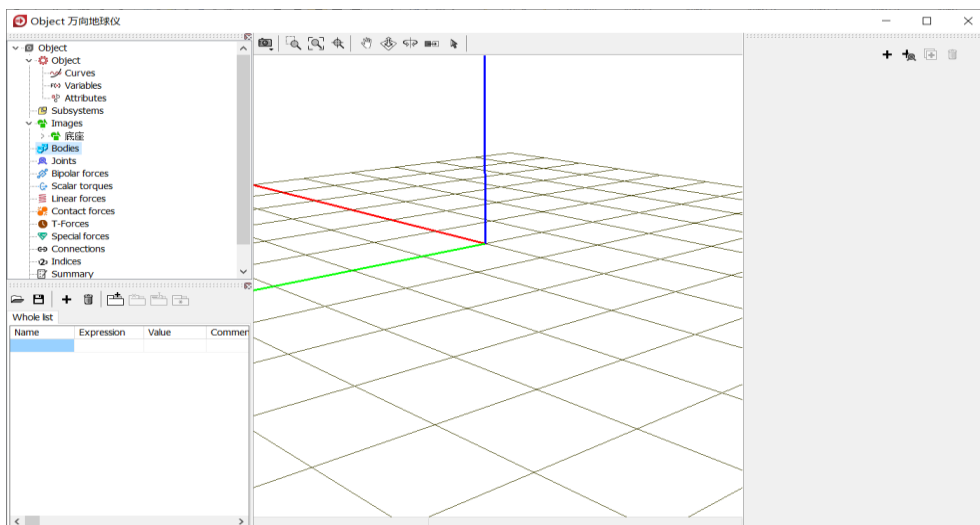 Object 万向地球仪
Object
Object
Curves
Variables
Attributes
Subsystems
Images
底座
Bodies
Joints
Bipolar forces
Scalar torques
Linear forces
Contact forces
T-Forces
Special forces
Connections
Indices
Summary
Whole list
Name Expression Value Commen